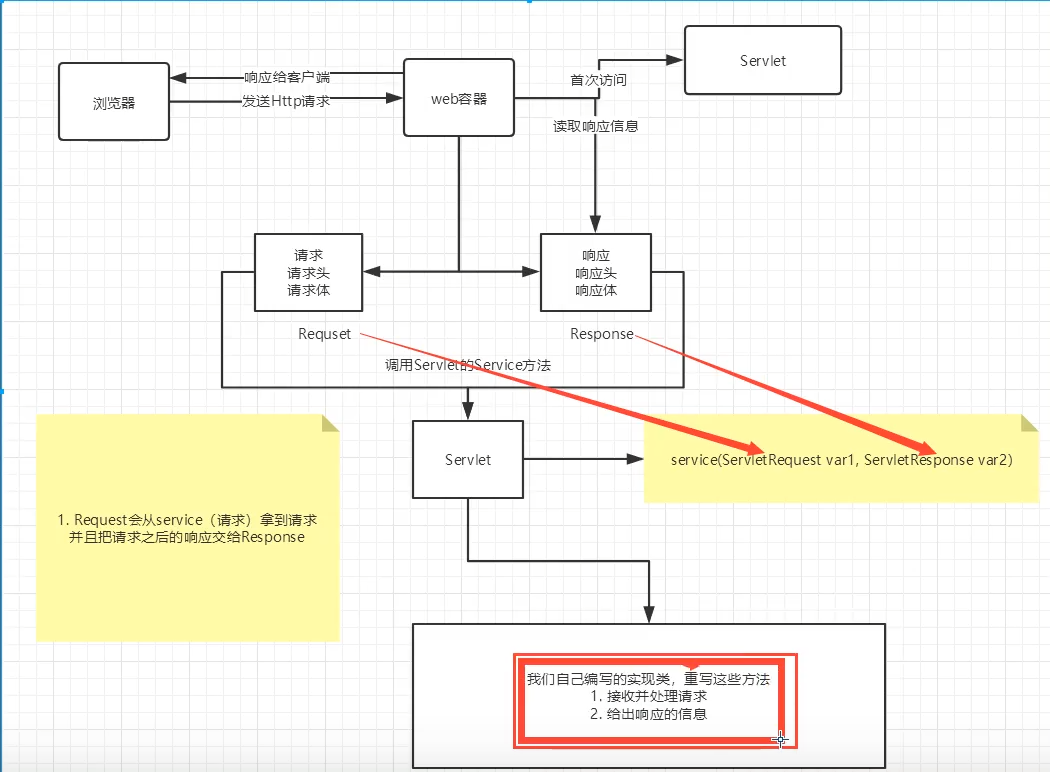 Servlet
响应给客户端
首次访问
浏览器
发送Http请求
web容器
读取响应信息
请求
请求头
请求体
响应
响应头
响应体
Requset
Response
调用Servlet的Service方法
Servlet
service(ServletRequest var1, ServletResponse var2)
1. Request会从service（请求）拿到请求
并且把请求之后的响应交给Response
我们自己编写的实现类，重写这些方法
1. 接收并处理请求
2. 给出响应的信息